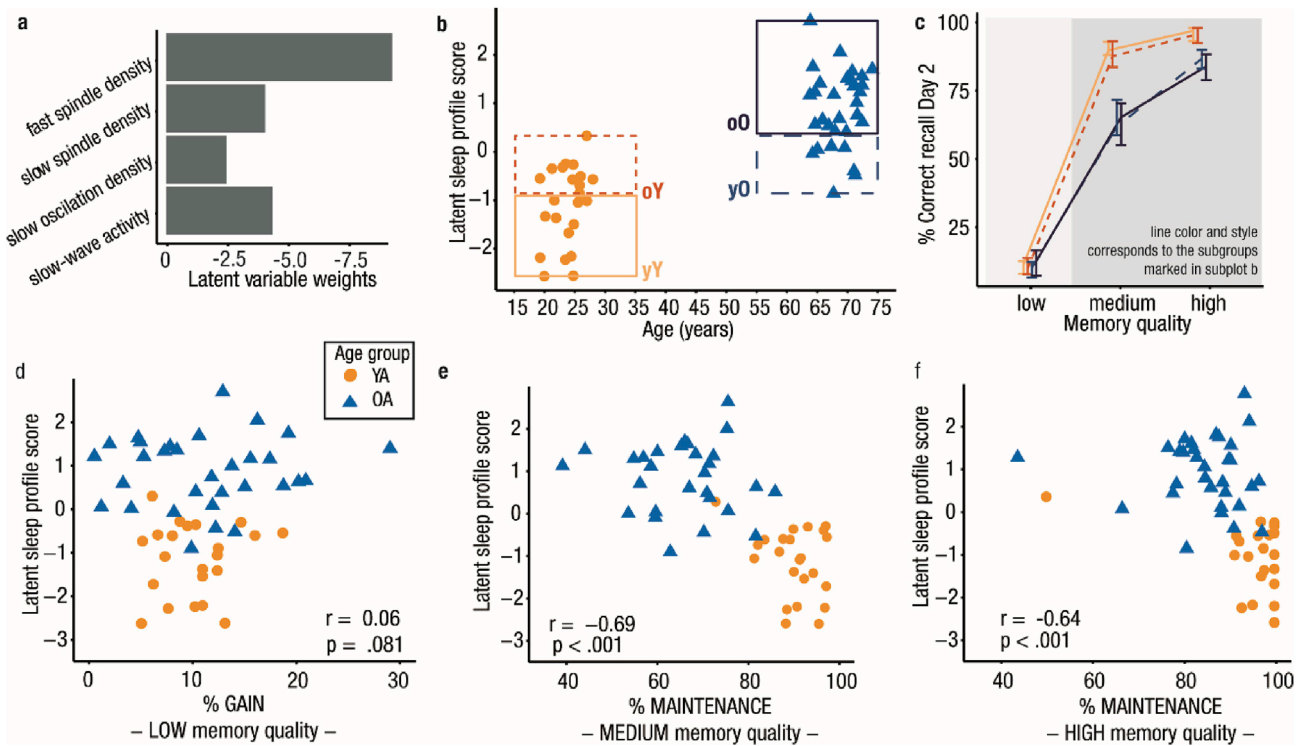 a
fast spindle density
slow spindle density
slow oscilation density
slow-wave activity
0
-2.5
-5.0
-7.5
Latent variable weights
b
Latent sleep profile score
2
1
0
−1
−2
oO
yO
oY
yY
15 20 25 30 35 40 45 50 55 60 65 70 75
Age (years)
c
% Correct recall Day 2
100
75
50
25
line color and style
corresponds to the subgroups
marked in subplot b
low
medium
high
Memory quality
d
Age group
YA
OA
Latent sleep profile score
2
1
0
−1
−2
−3
r = 0.06
p = .081
0 10 20 30
% GAIN
– LOW memory quality –
e
Latent sleep profile score
2
1
0
−1
−2
−3
r = −0.69
p < .001
40 60 80 100
% MAINTENANCE
– MEDIUM memory quality –
f
Latent sleep profile score
2
1
0
−1
−2
−3
r = -0.64
p < .001
40 60 80 100
% MAINTENANCE
– HIGH memory quality –